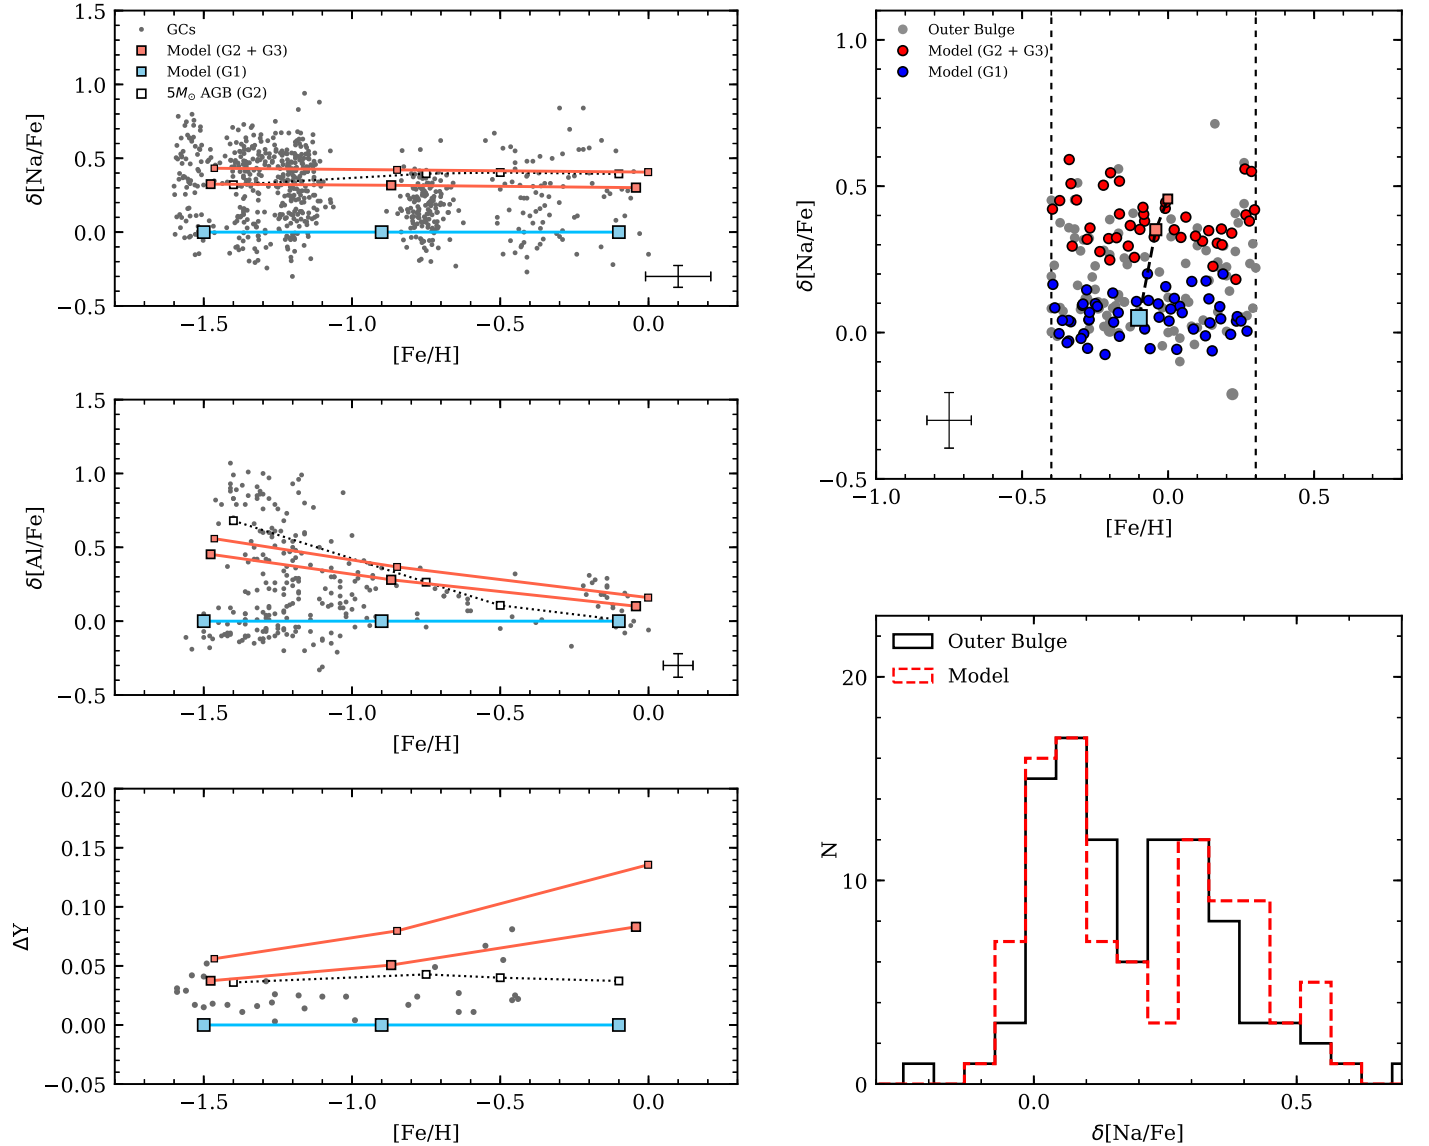 1.5
1.0
0.5
0.0
−0.5
δ[Na/Fe]
GCs
Model (G2 + G3)
Model (G1)
5M⊙ AGB (G2)
−1.5
−1.0
−0.5
0.0
[Fe/H]
1.5
1.0
0.5
0.0
−0.5
δ[Al/Fe]
−1.5
−1.0
−0.5
0.0
[Fe/H]
0.20
0.15
0.10
0.05
0.00
−0.05
ΔY
−1.5
−1.0
−0.5
0.0
[Fe/H]
1.0
0.5
0.0
−0.5
δ[Na/Fe]
Outer Bulge
Model (G2 + G3)
Model (G1)
−1.0
−0.5
0.0
0.5
[Fe/H]
20
10
0
N
Outer Bulge
Model
0.0
0.5
δ[Na/Fe]